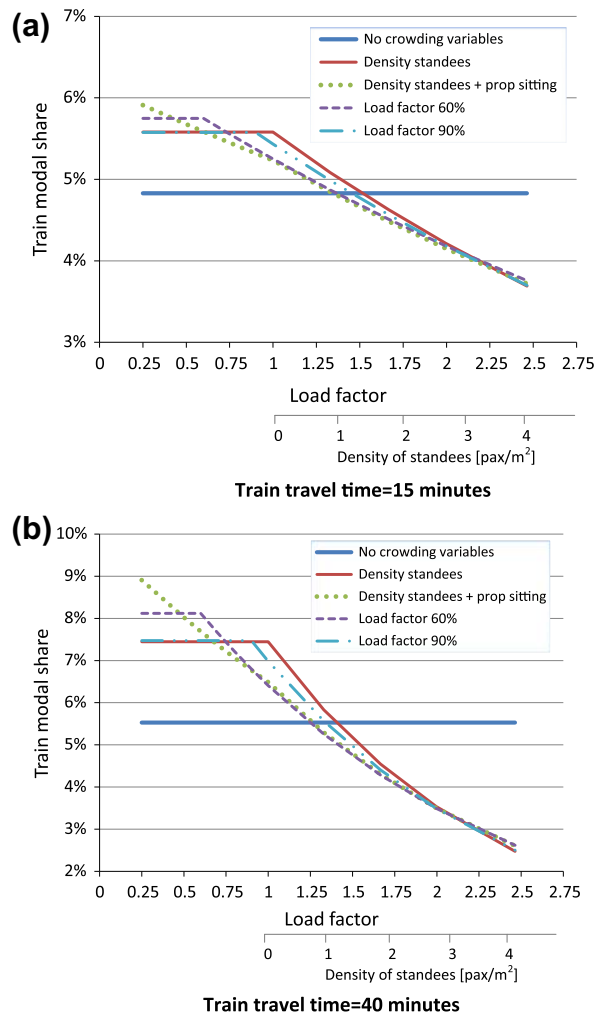 (a)
7%
6%
5%
4%
3%
Train modal share
No crowding variables
Density standees
Density standees + prop sitting
Load factor 60%
Load factor 90%
0 0.25 0.5 0.75 1 1.25 1.5 1.75 2 2.25 2.5 2.75
Load factor
0 1 2 3 4
Density of standees [pax/m²]
Train travel time=15 minutes
(b)
10%
9%
8%
7%
6%
5%
4%
3%
2%
Train modal share
No crowding variables
Density standees
Density standees + prop sitting
Load factor 60%
Load factor 90%
0 0.25 0.5 0.75 1 1.25 1.5 1.75 2 2.25 2.5 2.75
Load factor
0 1 2 3 4
Density of standees [pax/m²]
Train travel time=40 minutes